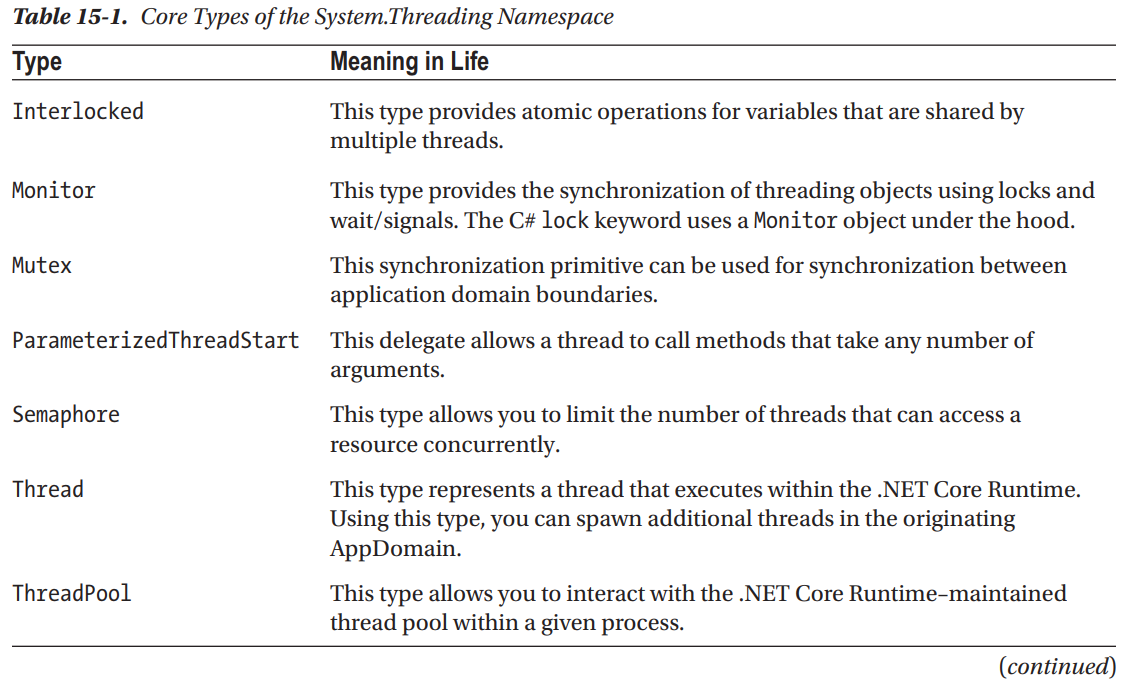 Table 15-1. Core Types of the System.Threading Namespace
Type Meaning in Life
Interlocked This type provides atomic operations for variables that are shared by
multiple threads.
Monitor This type provides the synchronization of threading objects using locks and
wait/signals. The C# lock keyword uses a Monitor object under the hood.
Mutex This synchronization primitive can be used for synchronization between
application domain boundaries.
ParameterizedThreadStart This delegate allows a thread to call methods that take any number of
arguments.
Semaphore This type allows you to limit the number of threads that can access a
resource concurrently.
Thread This type represents a thread that executes within the .NET Core Runtime.
Using this type, you can spawn additional threads in the originating
AppDomain.
ThreadPool This type allows you to interact with the .NET Core Runtime–maintained
thread pool within a given process.
(continued)